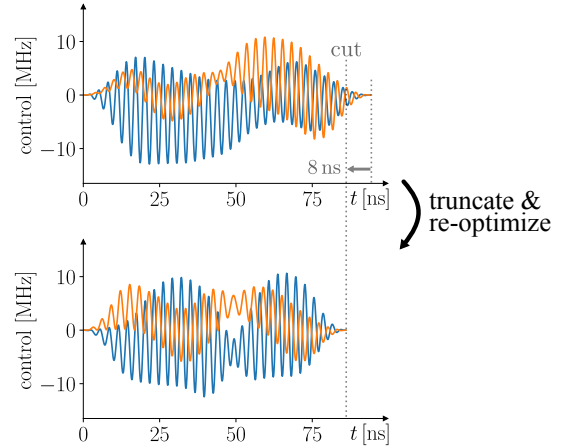 control [MHz]
10
0
−10
cut
8 ns
0
25
50
75
t [ns]
truncate &
re-optimize
control [MHz]
10
0
−10
0
25
50
75
t [ns]